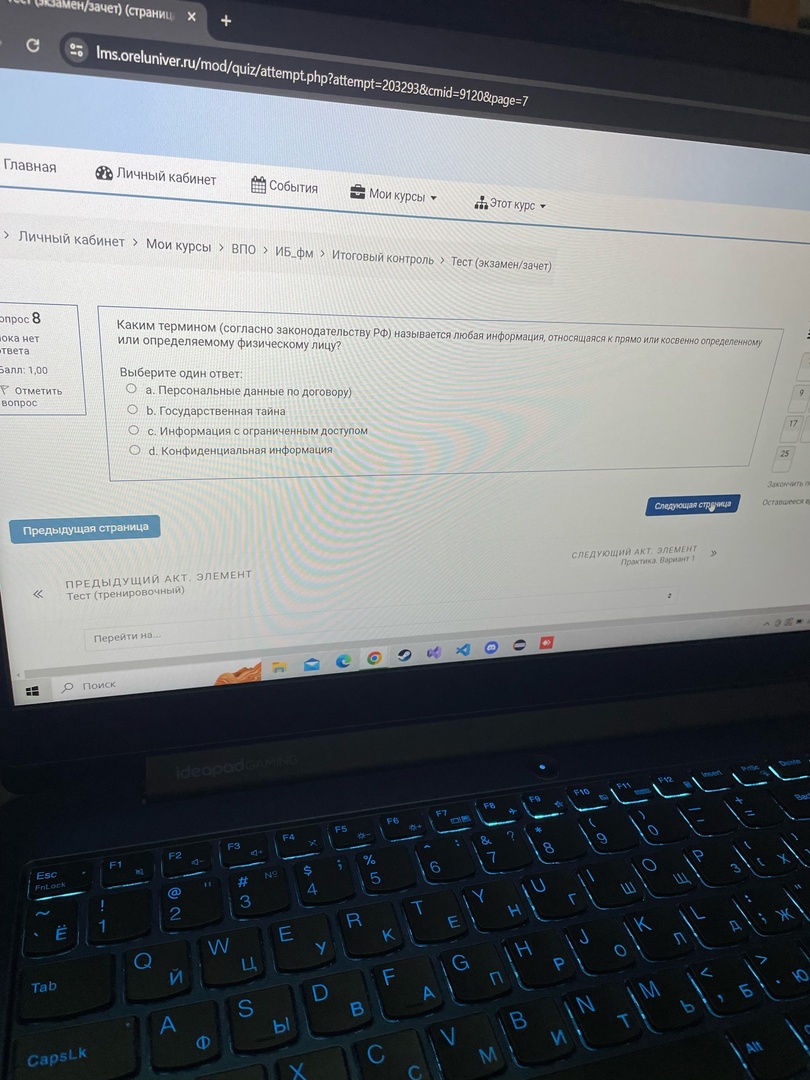 (экзамен/зачет) (страниц
lms.oreluniver.ru/mod/quiz/attempt.php?attempt=203293&cmid=9120&page=7
Главная
Личный кабинет
События
Мои курсы
Этот курс
> Личный кабинет > Мои курсы > ВПО > ИБ_фм > Итоговый контроль > Тест (экзамен/зачет)
опрос 8
ока нет
твета
Балл: 1,00
Отметить
вопрос
Каким термином (согласно законодательству РФ) называется любая информация, относящаяся к прямо или косвенно определенному
или определяемому физическому лицу?
Выберите один ответ:
a. Персональные данные по договору)
b. Государственная тайна
c. Информация с ограниченным доступом
d. Конфиденциальная информация
9
17
25
Закончить п
Оставшееся в
Предыдущая страница
Следующая страница
ПРЕДЫДУЩИЙ АКТ. ЭЛЕМЕНТ
Тест (тренировочный)
СЛЕДУЮЩИЙ АКТ. ЭЛЕМЕНТ
Практика. Вариант 1
Перейти на...
Поиск
ideapad GAMING
Esc F1 F2 F3 F4 F5 F6 F7 F8 F9 F10 F11 F12 Insert PrtSc Delete
FnLock
~ ` Ё ! 1 @ " 2 # № 3 $ ; 4 % 5 ^ : 6 & ? 7 * 8 ( 9 ) 0 — - + = Bac
Tab Q Й W Ц E У R К T Е Y Н U Г I Ш O Щ P З { [ Х
CapsLk A Ф S Ы D В F А G П H Р J О K Л L Д : ; Ж
X C С V М B И N Т M Ь < , Б > . Ю
Alt